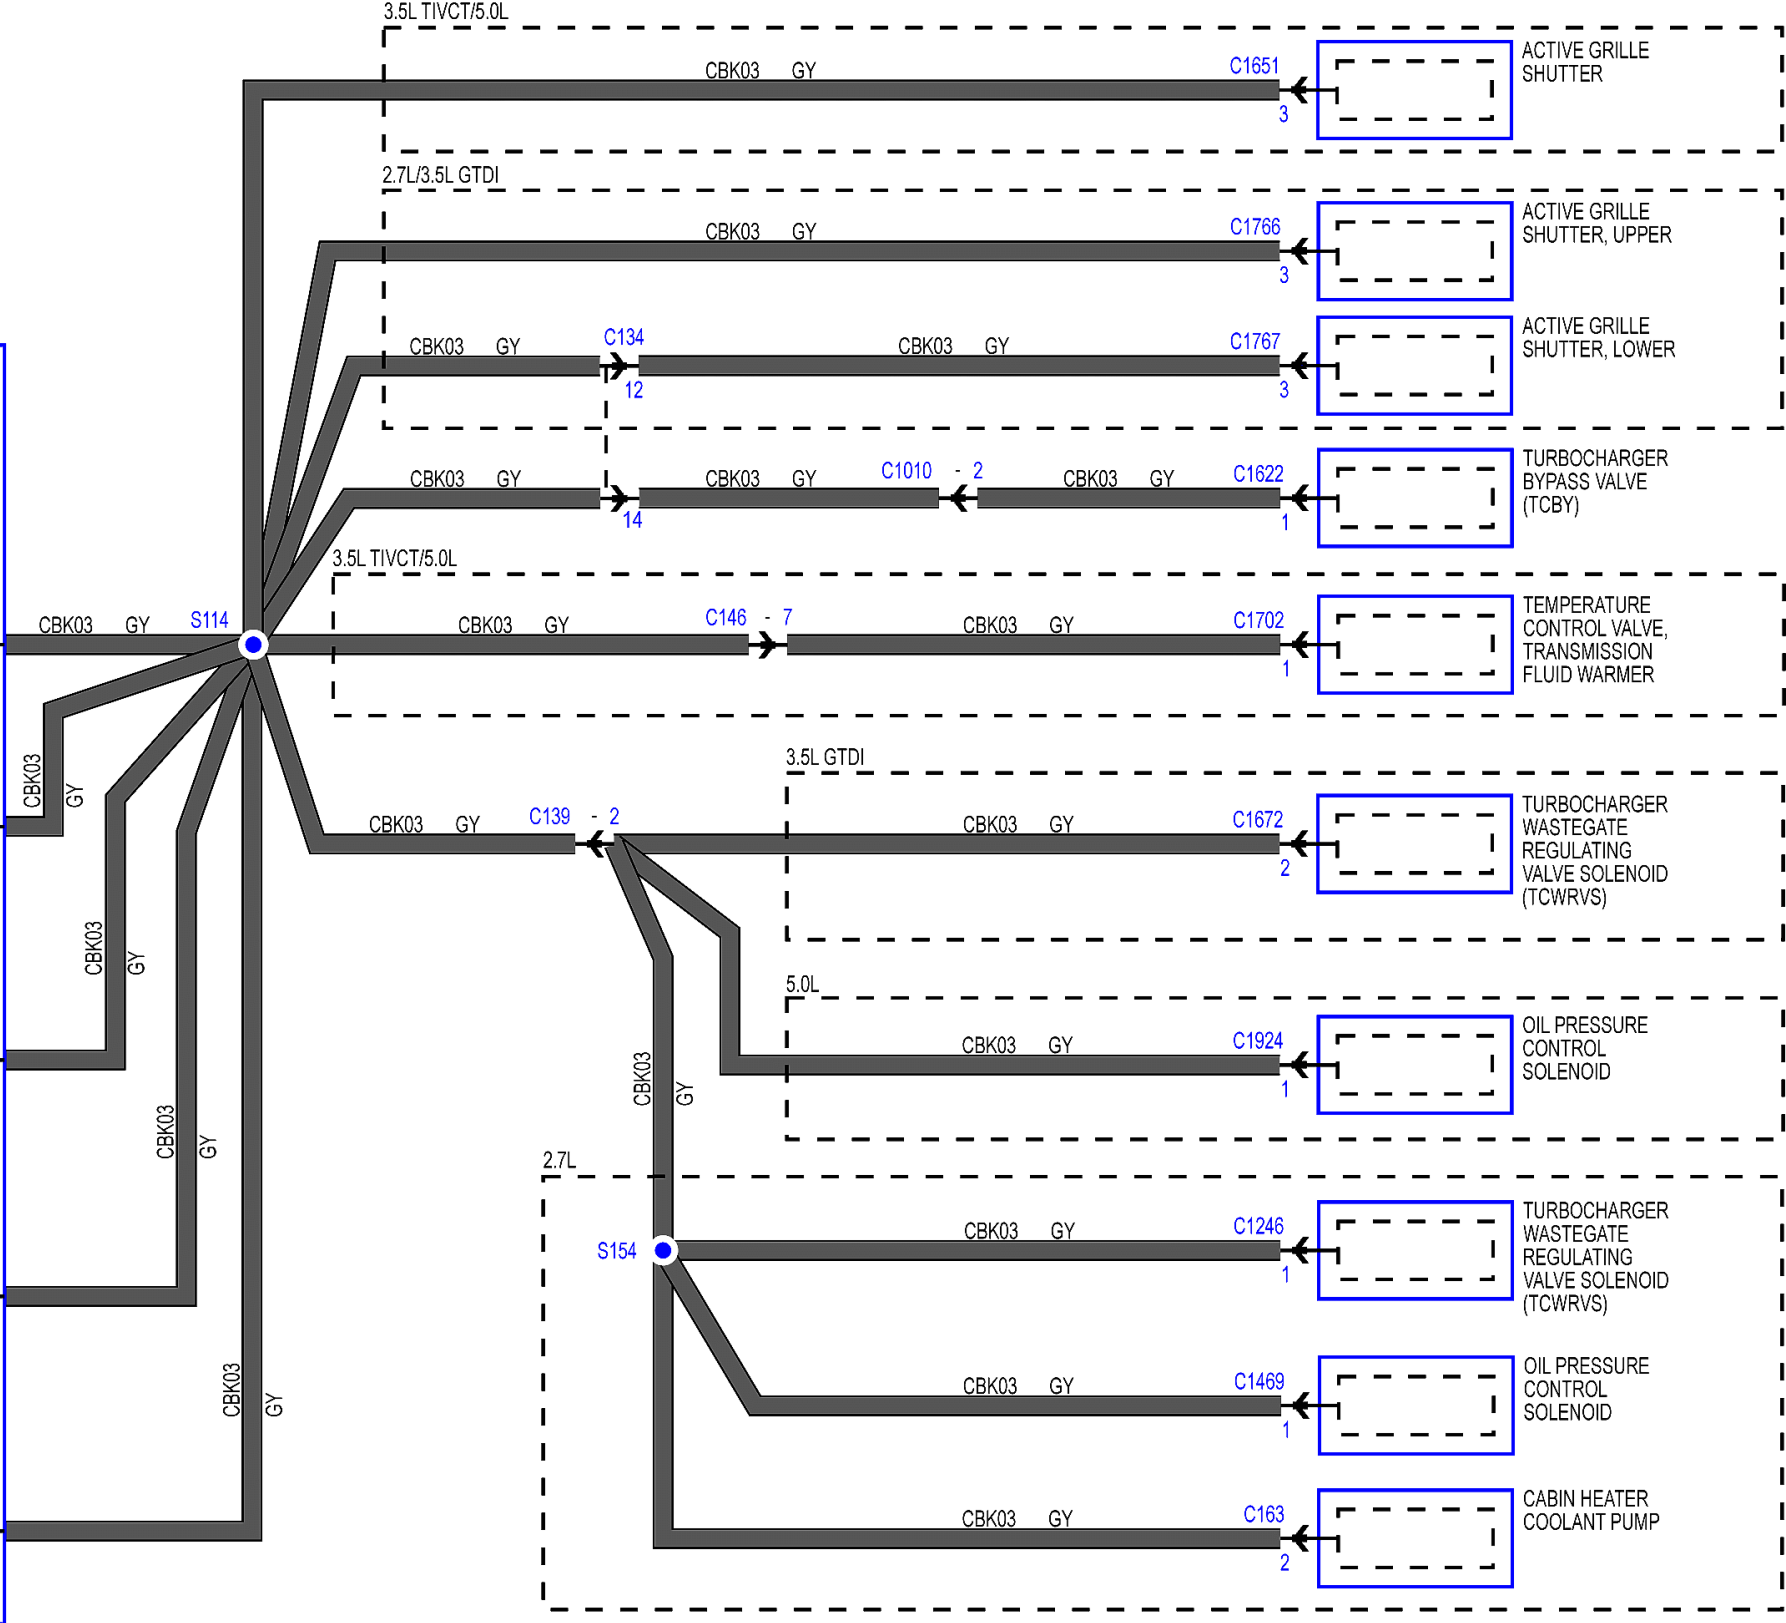 3.5L TIVCT/5.0L
CBK03 GY
C1651
3
ACTIVE GRILLE
SHUTTER
2.7L/3.5L GTDI
CBK03 GY
C1766
3
ACTIVE GRILLE
SHUTTER, UPPER
CBK03 GY
C134
12
CBK03 GY
C1767
3
ACTIVE GRILLE
SHUTTER, LOWER
CBK03 GY
14
CBK03 GY
C1010 - 2
CBK03 GY
C1622
1
TURBOCHARGER
BYPASS VALVE
(TCBY)
3.5L TIVCT/5.0L
CBK03 GY
S114
CBK03 GY
C146 - 7
CBK03 GY
C1702
1
TEMPERATURE
CONTROL VALVE,
TRANSMISSION
FLUID WARMER
CBK03
GY
3.5L GTDI
CBK03 GY
C139 - 2
CBK03 GY
C1672
2
TURBOCHARGER
WASTEGATE
REGULATING
VALVE SOLENOID
(TCWRVS)
CBK03
GY
5.0L
CBK03 GY
C1924
1
OIL PRESSURE
CONTROL
SOLENOID
CBK03
GY
CBK03
GY
2.7L
S154
CBK03 GY
C1246
1
TURBOCHARGER
WASTEGATE
REGULATING
VALVE SOLENOID
(TCWRVS)
CBK03
GY
CBK03 GY
C1469
1
OIL PRESSURE
CONTROL
SOLENOID
CBK03 GY
C163
2
CABIN HEATER
COOLANT PUMP